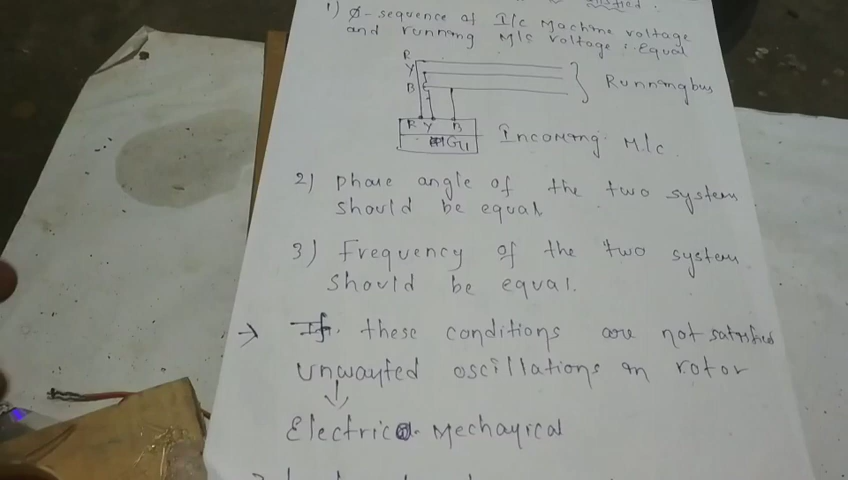 satisfied.
1) Ø-sequence of I/c Machine voltage
and running M/s voltage : Equal
R
Y
B
Running bus
R Y B
G1
Incoming M/c
2) phase angle of the two system
should be equal
3) Frequency of the two system
should be equal.
→ If these conditions are not satisfied
unwanted oscillations in rotor
Electrical. Mechanical